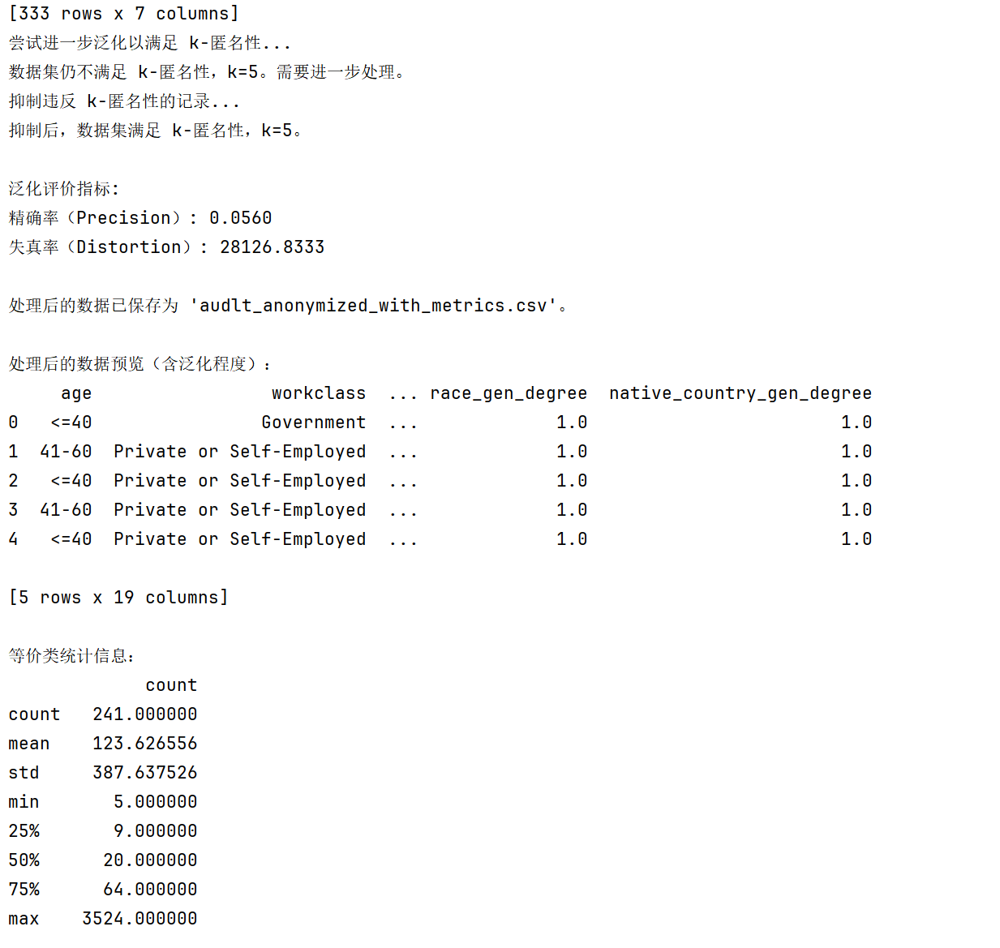 [333 rows x 7 columns]
尝试进一步泛化以满足 k-匿名性...
数据集仍不满足 k-匿名性，k=5。需要进一步处理。
抑制违反 k-匿名性的记录...
抑制后，数据集满足 k-匿名性，k=5。
泛化评价指标:
精确率（Precision）: 0.0560
失真率（Distortion）: 28126.8333
处理后的数据已保存为 'audlt_anonymized_with_metrics.csv'。
处理后的数据预览（含泛化程度）:
age workclass ... race_gen_degree native_country_gen_degree
0 <=40 Government ... 1.0 1.0
1 41-60 Private or Self-Employed ... 1.0 1.0
2 <=40 Private or Self-Employed ... 1.0 1.0
3 41-60 Private or Self-Employed ... 1.0 1.0
4 <=40 Private or Self-Employed ... 1.0 1.0
[5 rows x 19 columns]
等价类统计信息:
count
count 241.000000
mean 123.626556
std 387.637526
min 5.000000
25% 9.000000
50% 20.000000
75% 64.000000
max 3524.000000